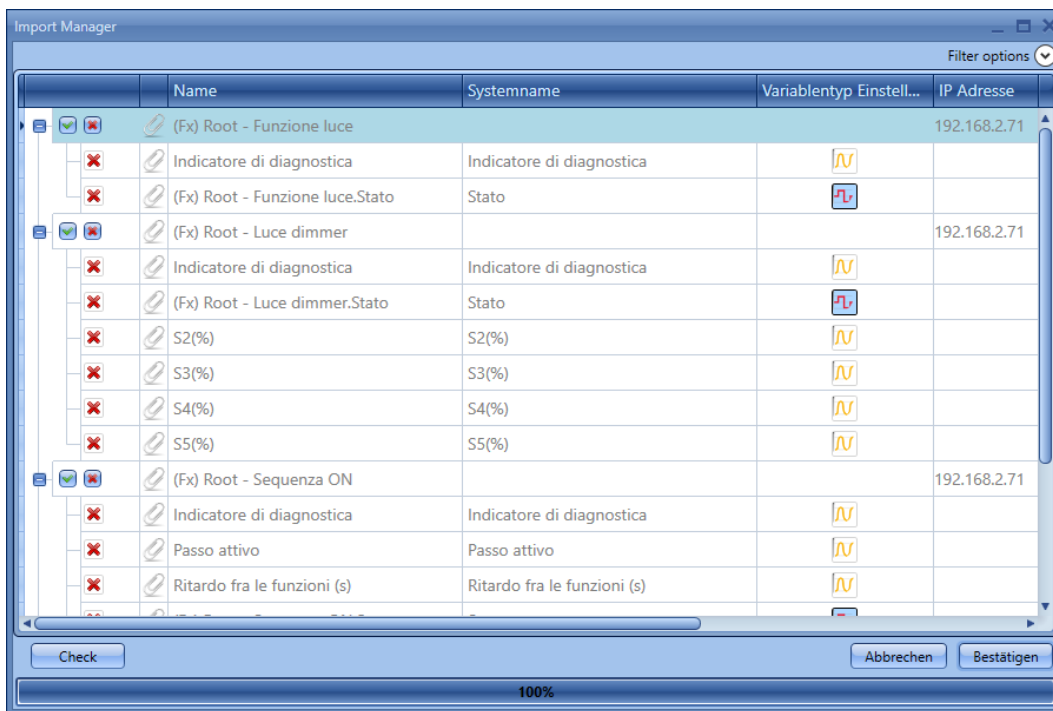 Import Manager
Filter options
Name Systemname Variablentyp Einstell... IP Adresse
(Fx) Root - Funzione luce 192.168.2.71
Indicatore di diagnostica Indicatore di diagnostica
(Fx) Root - Funzione luce.Stato Stato
(Fx) Root - Luce dimmer 192.168.2.71
Indicatore di diagnostica Indicatore di diagnostica
(Fx) Root - Luce dimmer.Stato Stato
S2(%) S2(%)
S3(%) S3(%)
S4(%) S4(%)
S5(%) S5(%)
(Fx) Root - Sequenza ON 192.168.2.71
Indicatore di diagnostica Indicatore di diagnostica
Passo attivo Passo attivo
Ritardo fra le funzioni (s) Ritardo fra le funzioni (s)
Check Abbrechen Bestätigen
100%